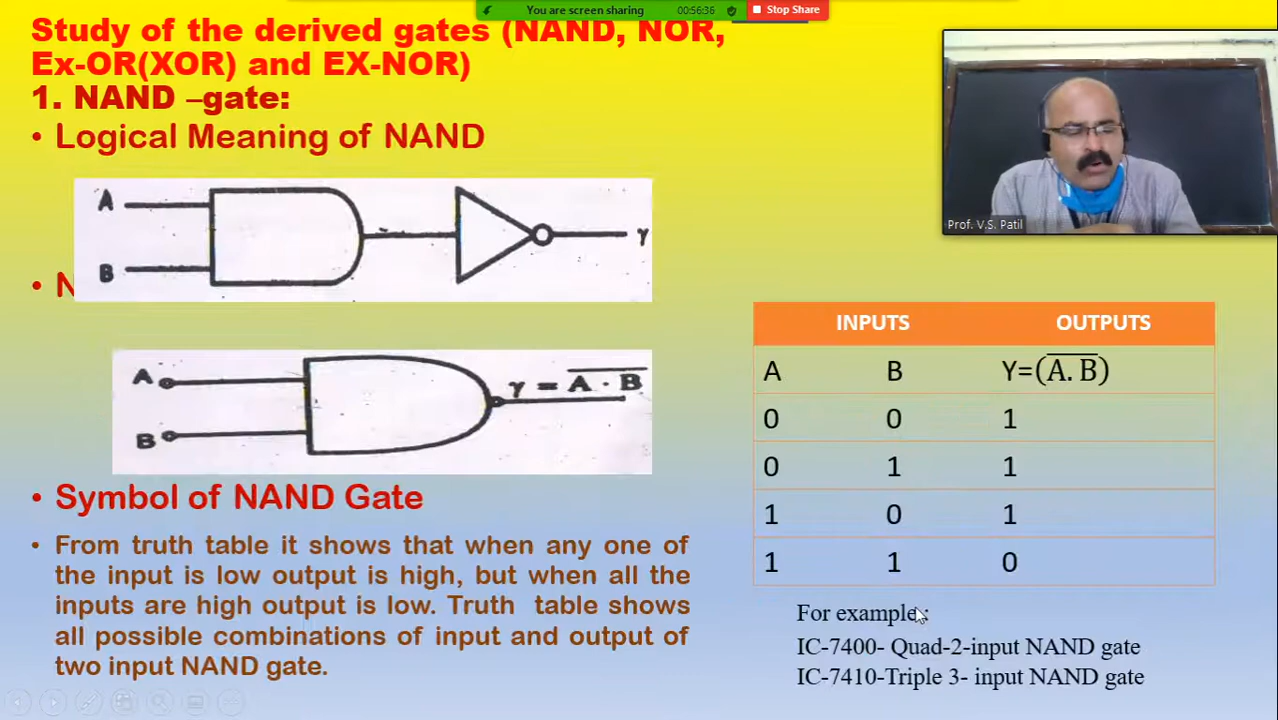 You are screen sharing
00:56:36
Stop Share
Study of the derived gates (NAND, NOR,
Ex-OR(XOR) and EX-NOR)
1. NAND –gate:
• Logical Meaning of NAND
A
B
Y
• N
A
B
Y = \overline{A · B}
• Symbol of NAND Gate
• From truth table it shows that when any one of
the input is low output is high, but when all the
inputs are high output is low. Truth table shows
all possible combinations of input and output of
two input NAND gate.
Prof. V.S. Patil
INPUTS OUTPUTS
A B Y=(\overline{A. B})
0 0 1
0 1 1
1 0 1
1 1 0
For example:
IC-7400- Quad-2-input NAND gate
IC-7410-Triple 3- input NAND gate